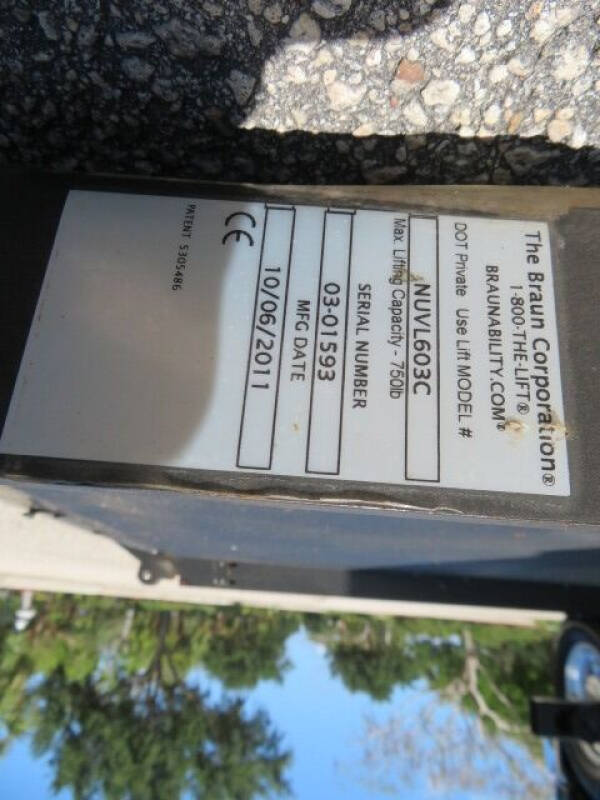 The Braun Corporation®
1-800-THE-LIFT®
BRAUNABILITY.COM®
DOT Private Use Lift MODEL #
NUVL603C
Max. Lifting Capacity - 750lb
SERIAL NUMBER
03-01593
MFG DATE
10/06/2011
CE
PATENT 5305486